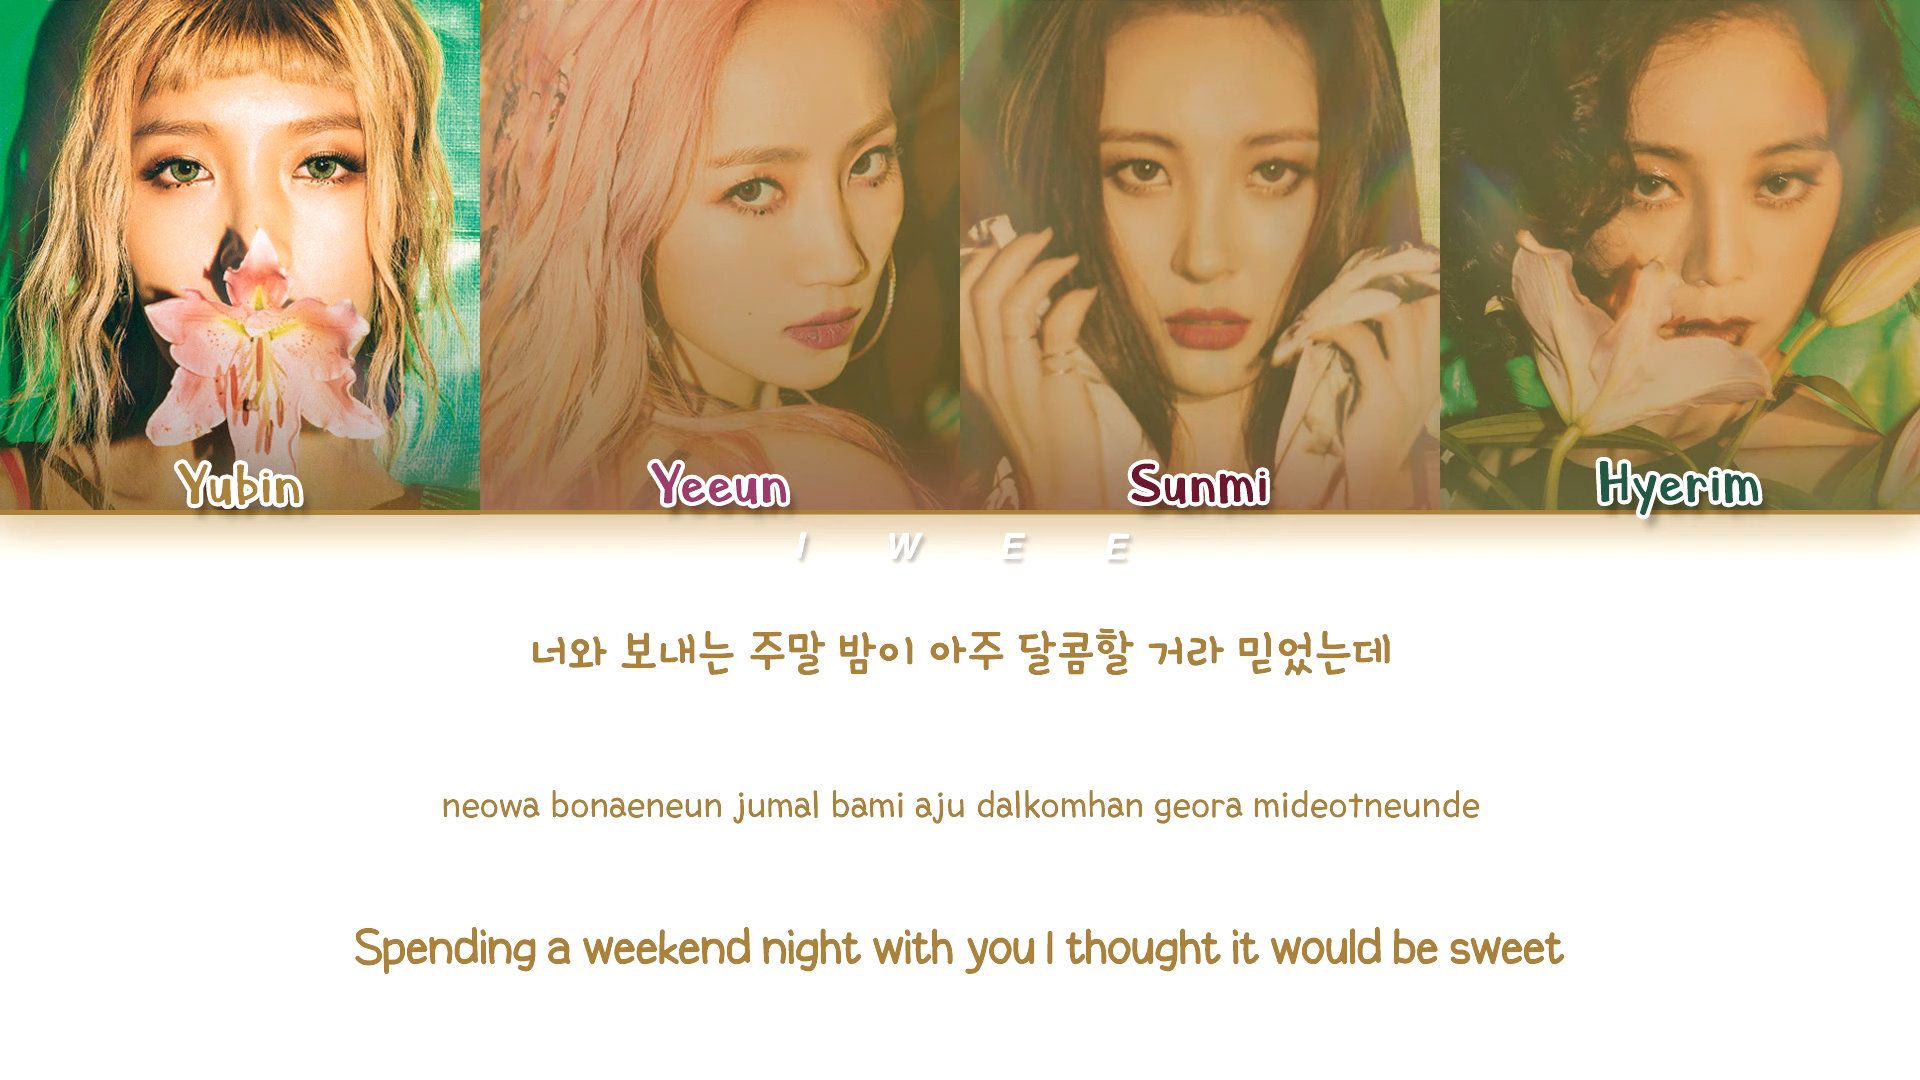 Yubin Yeeun Sunmi Hyerim
I W E E
너와 보내는 주말 밤이 아주 달콤할 거라 믿었는데
neowa bonaeneun jumal bami aju dalkomhan geora mideotneunde
Spending a weekend night with you I thought it would be sweet